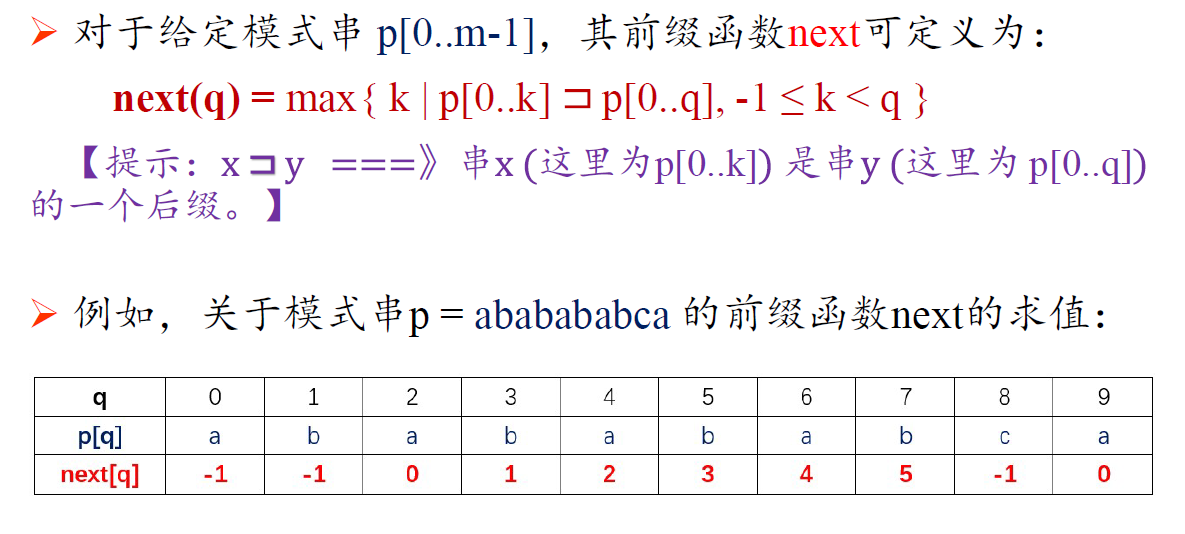 ➢ 对于给定模式串 p[0..m-1]，其前缀函数next可定义为：
next(q) = max{ k | p[0..k] ⊐ p[0..q], -1 ≤ k < q }
【提示：x⊐y ===》串x (这里为p[0..k]) 是串y (这里为 p[0..q])
的一个后缀。】
➢ 例如，关于模式串p = ababababca 的前缀函数next的求值：
q 0 1 2 3 4 5 6 7 8 9
p[q] a b a b a b a b c a
next[q] -1 -1 0 1 2 3 4 5 -1 0